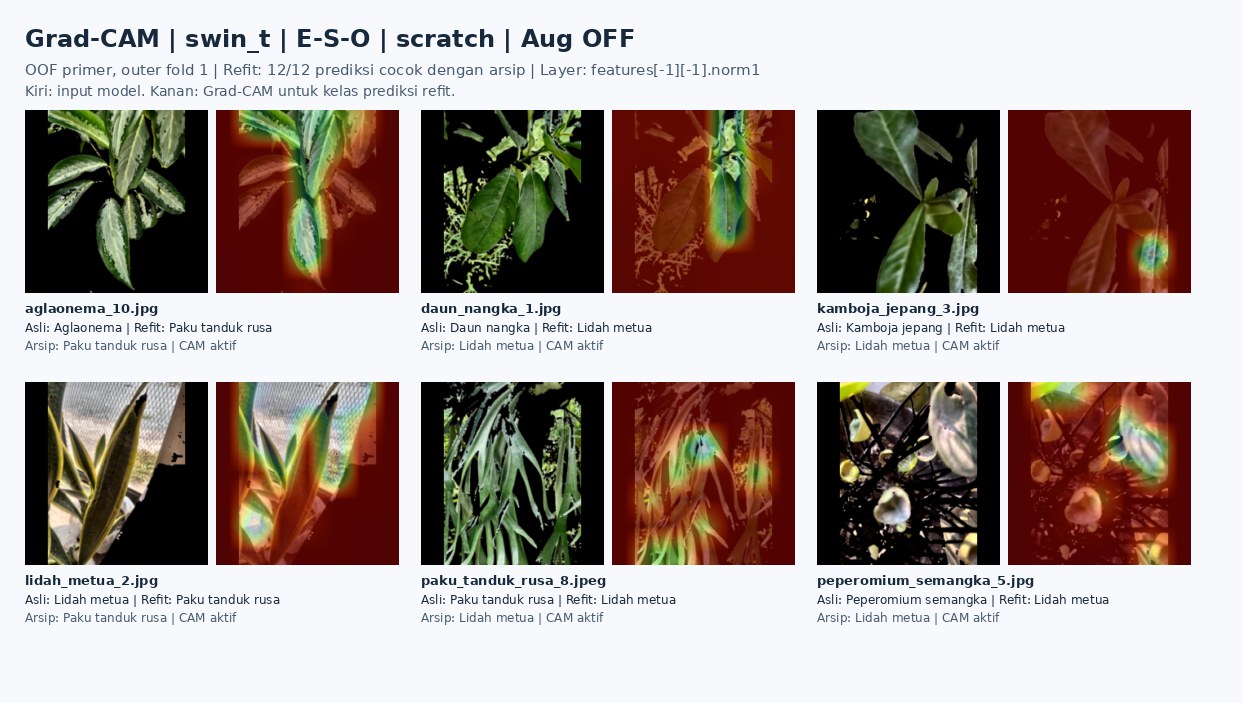 Grad-CAM | swin_t | E-S-O | scratch | Aug OFF
OOF primer, outer fold 1 | Refit: 12/12 prediksi cocok dengan arsip | Layer: features[-1][-1].norm1
Kiri: input model. Kanan: Grad-CAM untuk kelas prediksi refit.
aglaonema_10.jpg
Asli: Aglaonema | Refit: Paku tanduk rusa
Arsip: Paku tanduk rusa | CAM aktif
daun_nangka_1.jpg
Asli: Daun nangka | Refit: Lidah metua
Arsip: Lidah metua | CAM aktif
kamboja_jepang_3.jpg
Asli: Kamboja jepang | Refit: Lidah metua
Arsip: Lidah metua | CAM aktif
lidah_metua_2.jpg
Asli: Lidah metua | Refit: Paku tanduk rusa
Arsip: Paku tanduk rusa | CAM aktif
paku_tanduk_rusa_8.jpeg
Asli: Paku tanduk rusa | Refit: Lidah metua
Arsip: Lidah metua | CAM aktif
peperomium_semangka_5.jpg
Asli: Peperomium semangka | Refit: Lidah metua
Arsip: Lidah metua | CAM aktif